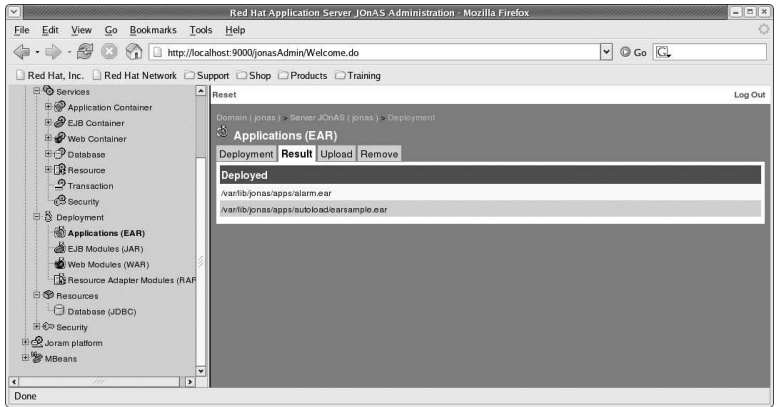 Red Hat Application Server JOnAS Administration - Mozilla Firefox
File Edit View Go Bookmarks Tools Help
http://localhost:9000/jonasAdmin/Welcome.do
Go
Red Hat, Inc. Red Hat Network Support Shop Products Training
Services
Application Container
EJB Container
Web Container
Database
Resource
Transaction
Security
Deployment
Applications (EAR)
EJB Modules (JAR)
Web Modules (WAR)
Resource Adapter Modules (RAR
Resources
Database (JDBC)
Security
Joram platform
MBeans
Reset Log Out
Domain ( jonas ) > Server JOnAS ( jonas ) > Deployment
Applications (EAR)
Deployment Result Upload Remove
Deployed
/var/lib/jonas/apps/alarm.ear
/var/lib/jonas/apps/autoload/earsample.ear
Done